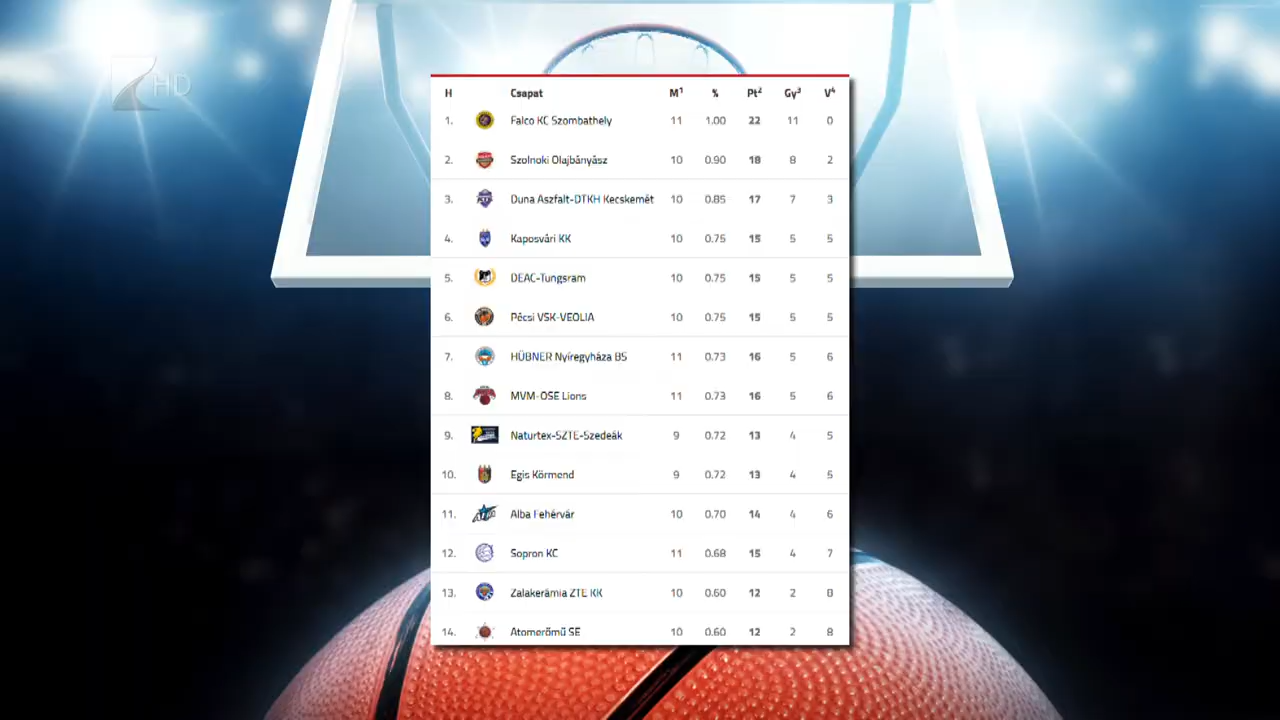 HD
H Csapat M¹ % Pt² Gy³ V⁴
1. Falco KC Szombathely 11 1.00 22 11 0
2. Szolnoki Olajbányász 10 0.90 18 8 2
3. Duna Aszfalt-DTKH Kecskemét 10 0.85 17 7 3
4. Kaposvári KK 10 0.75 15 5 5
5. DEAC-Tungsram 10 0.75 15 5 5
6. Pécsi VSK-VEOLIA 10 0.75 15 5 5
7. HÜBNER Nyíregyháza BS 11 0.73 16 5 6
8. MVM-OSE Lions 11 0.73 16 5 6
9. Naturtex-SZTE-Szedeák 9 0.72 13 4 5
10. Egis Körmend 9 0.72 13 4 5
11. Alba Fehérvár 10 0.70 14 4 6
12. Sopron KC 11 0.68 15 4 7
13. Zalakerámia ZTE KK 10 0.60 12 2 8
14. Atomerőmű SE 10 0.60 12 2 8